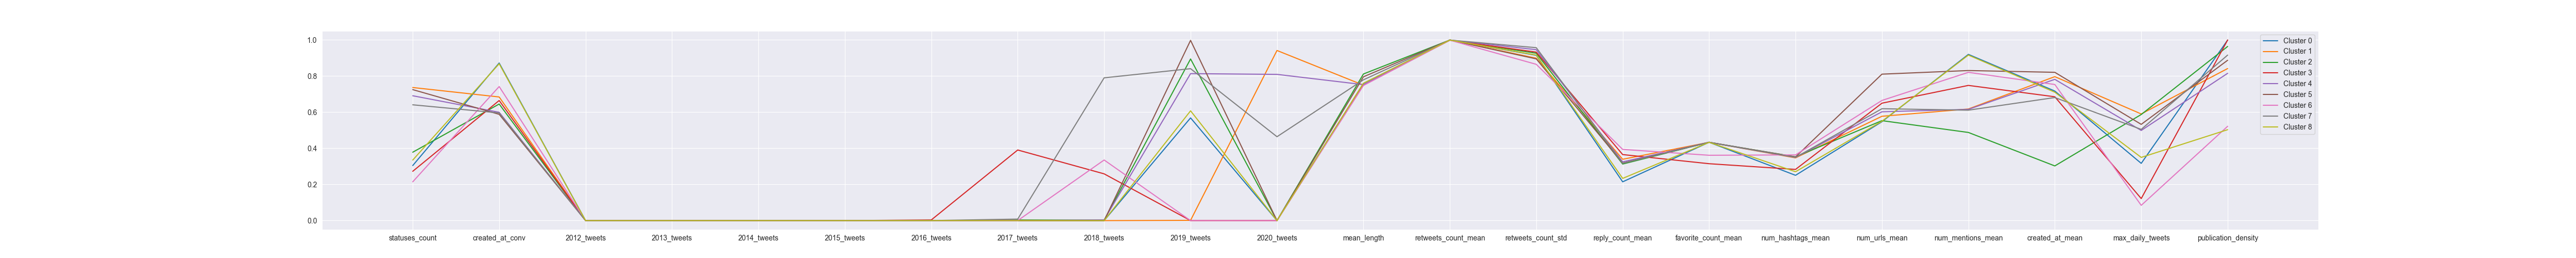 1.0
0.8
0.6
0.4
0.2
0.0
statuses_count created_at_conv 2012_tweets 2013_tweets 2014_tweets 2015_tweets 2016_tweets 2017_tweets 2018_tweets 2019_tweets 2020_tweets mean_length retweets_count_mean retweets_count_std reply_count_mean favorite_count_mean num_hashtags_mean num_urls_mean num_mentions_mean created_at_mean max_daily_tweets publication_density
Cluster 0
Cluster 1
Cluster 2
Cluster 3
Cluster 4
Cluster 5
Cluster 6
Cluster 7
Cluster 8